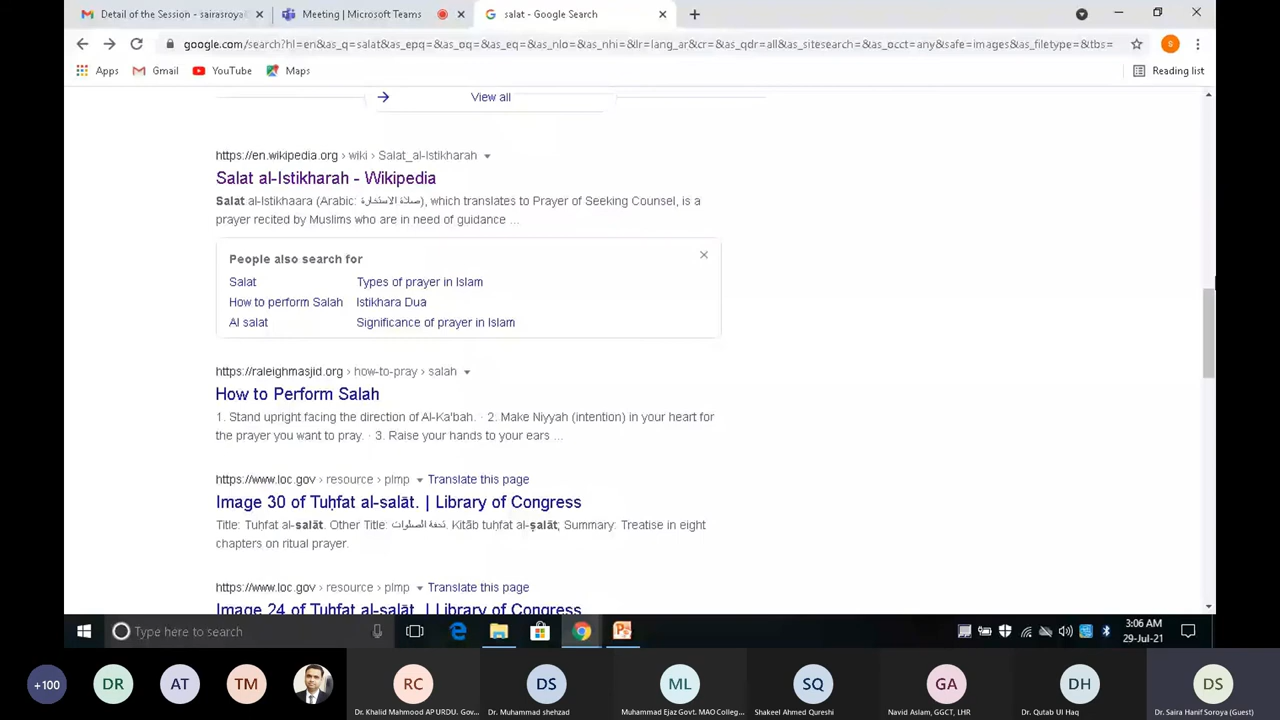 Detail of the Session - sairasroya
Meeting | Microsoft Teams
salat - Google Search
google.com/search?hl=en&as_q=salat&as_epq=&as_oq=&as_eq=&as_nlo=&as_nhi=&lr=lang_ar&cr=&as_qdr=all&as_sitesearch=&as_occt=any&safe=images&as_filetype=&tbs=
Apps
Gmail
YouTube
Maps
Reading list
View all
https://en.wikipedia.org › wiki › Salat_al-Istikharah
Salat al-Istikharah - Wikipedia
Salat al-Istikhaara (Arabic: صلاة الاستخارة), which translates to Prayer of Seeking Counsel, is a
prayer recited by Muslims who are in need of guidance ...
People also search for
Salat Types of prayer in Islam
How to perform Salah Istikhara Dua
Al salat Significance of prayer in Islam
https://raleighmasjid.org › how-to-pray › salah
How to Perform Salah
1. Stand upright facing the direction of Al-Ka'bah. · 2. Make Niyyah (intention) in your heart for
the prayer you want to pray. · 3. Raise your hands to your ears ...
https://www.loc.gov › resource › plmp Translate this page
Image 30 of Tuḥfat al-salāt. | Library of Congress
Title: Tuḥfat al-salāt. Other Title: تحفة الصلوات. Kitāb tuḥfat al-ṣalāt; Summary: Treatise in eight
chapters on ritual prayer.
https://www.loc.gov › resource › plmp Translate this page
Image 24 of Tuḥfat al-salāt. | Library of Congress
Type here to search
3:06 AM
29-Jul-21
+100
DR
AT
TM
RC
DS
ML
SQ
GA
DH
DS
Dr. Khalid Mahmood AP URDU. Gov...
Dr. Muhammad shehzad
Muhammad Ejaz Govt. MAO Colleg...
Shakeel Ahmed Qureshi
Navid Aslam, GGCT, LHR
Dr. Qutab Ul Haq
Dr. Saira Hanif Soroya (Guest)